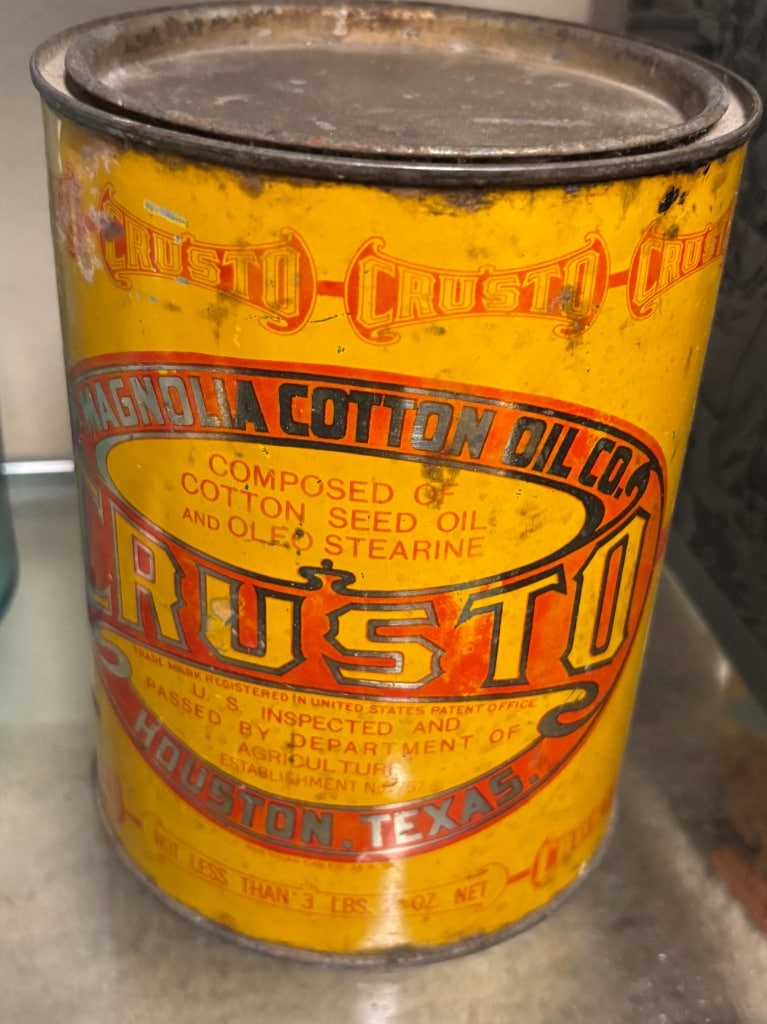 CRUSTO CRUSTO CRUSTO
MAGNOLIA COTTON OIL CO.
COMPOSED OF
COTTON SEED OIL
AND OLEO STEARINE
CRUSTO
TRADE MARK REGISTERED IN UNITED STATES PATENT OFFICE
U. S. INSPECTED AND
PASSED BY DEPARTMENT OF
AGRICULTURE
ESTABLISHMENT
HOUSTON, TEXAS.
NOT LESS THAN 3 LBS. OZ. NET